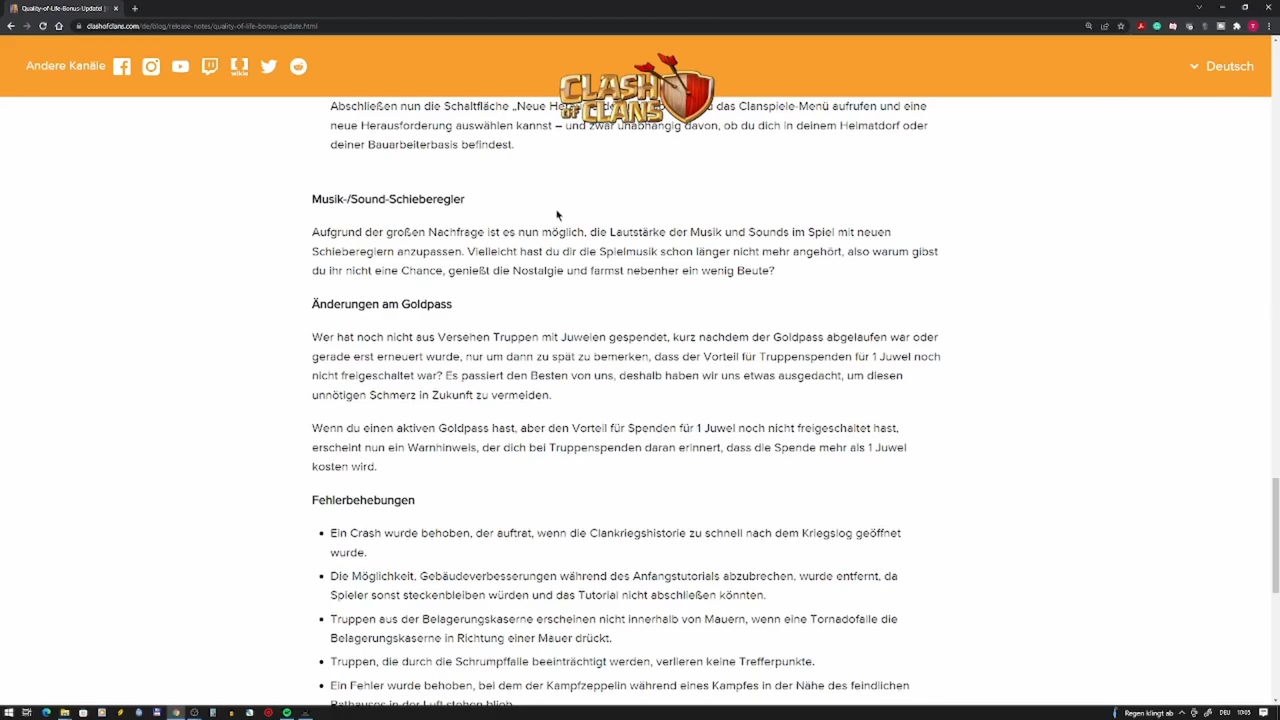 Quality-of-Life-Bonus-Update! |
clashofclans.com/de/blog/release-notes/quality-of-life-bonus-update.html
Andere Kanäle
wikia
CLASH
OF CLANS
Deutsch
Abschließen nun die Schaltfläche „Neue das Clanspiele-Menü aufrufen und eine
neue Herausforderung auswählen kannst – und zwar unabhängig davon, ob du dich in deinem Heimatdorf oder
deiner Bauarbeiterbasis befindest.
Musik-/Sound-Schieberegler
Aufgrund der großen Nachfrage ist es nun möglich, die Lautstärke der Musik und Sounds im Spiel mit neuen
Schiebereglern anzupassen. Vielleicht hast du dir die Spielmusik schon länger nicht mehr angehört, also warum gibst
du ihr nicht eine Chance, genießt die Nostalgie und farmst nebenher ein wenig Beute?
Änderungen am Goldpass
Wer hat noch nicht aus Versehen Truppen mit Juwelen gespendet, kurz nachdem der Goldpass abgelaufen war oder
gerade erst erneuert wurde, nur um dann zu spät zu bemerken, dass der Vorteil für Truppenspenden für 1 Juwel noch
nicht freigeschaltet war? Es passiert den Besten von uns, deshalb haben wir uns etwas ausgedacht, um diesen
unnötigen Schmerz in Zukunft zu vermeiden.
Wenn du einen aktiven Goldpass hast, aber den Vorteil für Spenden für 1 Juwel noch nicht freigeschaltet hast,
erscheint nun ein Warnhinweis, der dich bei Truppenspenden daran erinnert, dass die Spende mehr als 1 Juwel
kosten wird.
Fehlerbehebungen
• Ein Crash wurde behoben, der auftrat, wenn die Clankriegshistorie zu schnell nach dem Kriegslog geöffnet
wurde.
• Die Möglichkeit, Gebäudeverbesserungen während des Anfangstutorials abzubrechen, wurde entfernt, da
Spieler sonst steckenbleiben würden und das Tutorial nicht abschließen könnten.
• Truppen aus der Belagerungskaserne erscheinen nicht innerhalb von Mauern, wenn eine Tornadofalle die
Belagerungskaserne in Richtung einer Mauer drückt.
• Truppen, die durch die Schrumpffalle beeinträchtigt werden, verlieren keine Trefferpunkte.
• Ein Fehler wurde behoben, bei dem der Kampfzeppelin während eines Kampfes in der Nähe des feindlichen
Rathauses in der Luft stehen blieb.
Regen klingt ab
DEU
10:05